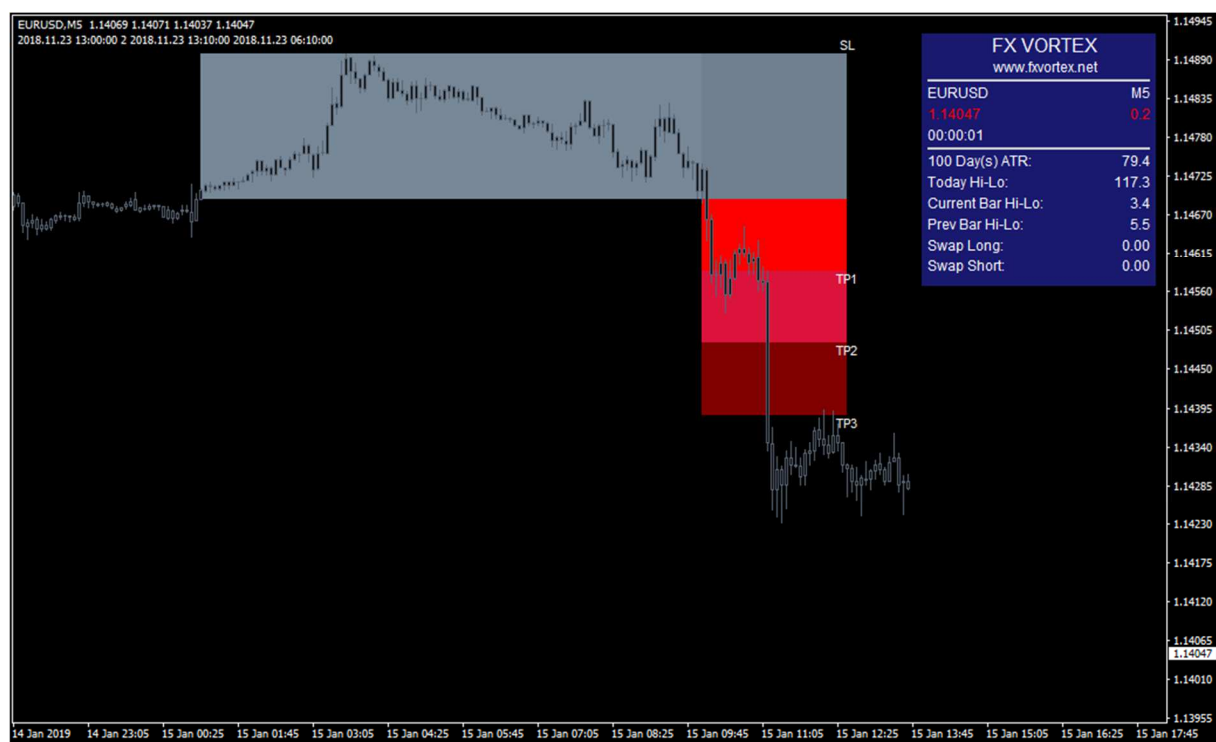 EURUSD,M5 1.14069 1.14071 1.14037 1.14047
2018.11.23 13:00:00 2 2018.11.23 13:10:00 2018.11.23 06:10:00
SL
TP1
TP2
TP3
FX VORTEX
www.fxvortex.net
EURUSD M5
1.14047 0.2
00:00:01
100 Day(s) ATR: 79.4
Today Hi-Lo: 117.3
Current Bar Hi-Lo: 3.4
Prev Bar Hi-Lo: 5.5
Swap Long: 0.00
Swap Short: 0.00
1.14945
1.14890
1.14835
1.14780
1.14725
1.14670
1.14615
1.14560
1.14505
1.14450
1.14395
1.14340
1.14285
1.14230
1.14175
1.14120
1.14065
1.14047
1.14010
1.13955
14 Jan 2019 14 Jan 23:05 15 Jan 00:25 15 Jan 01:45 15 Jan 03:05 15 Jan 04:25 15 Jan 05:45 15 Jan 07:05 15 Jan 08:25 15 Jan 09:45 15 Jan 11:05 15 Jan 12:25 15 Jan 13:45 15 Jan 15:05 15 Jan 16:25 15 Jan 17:45